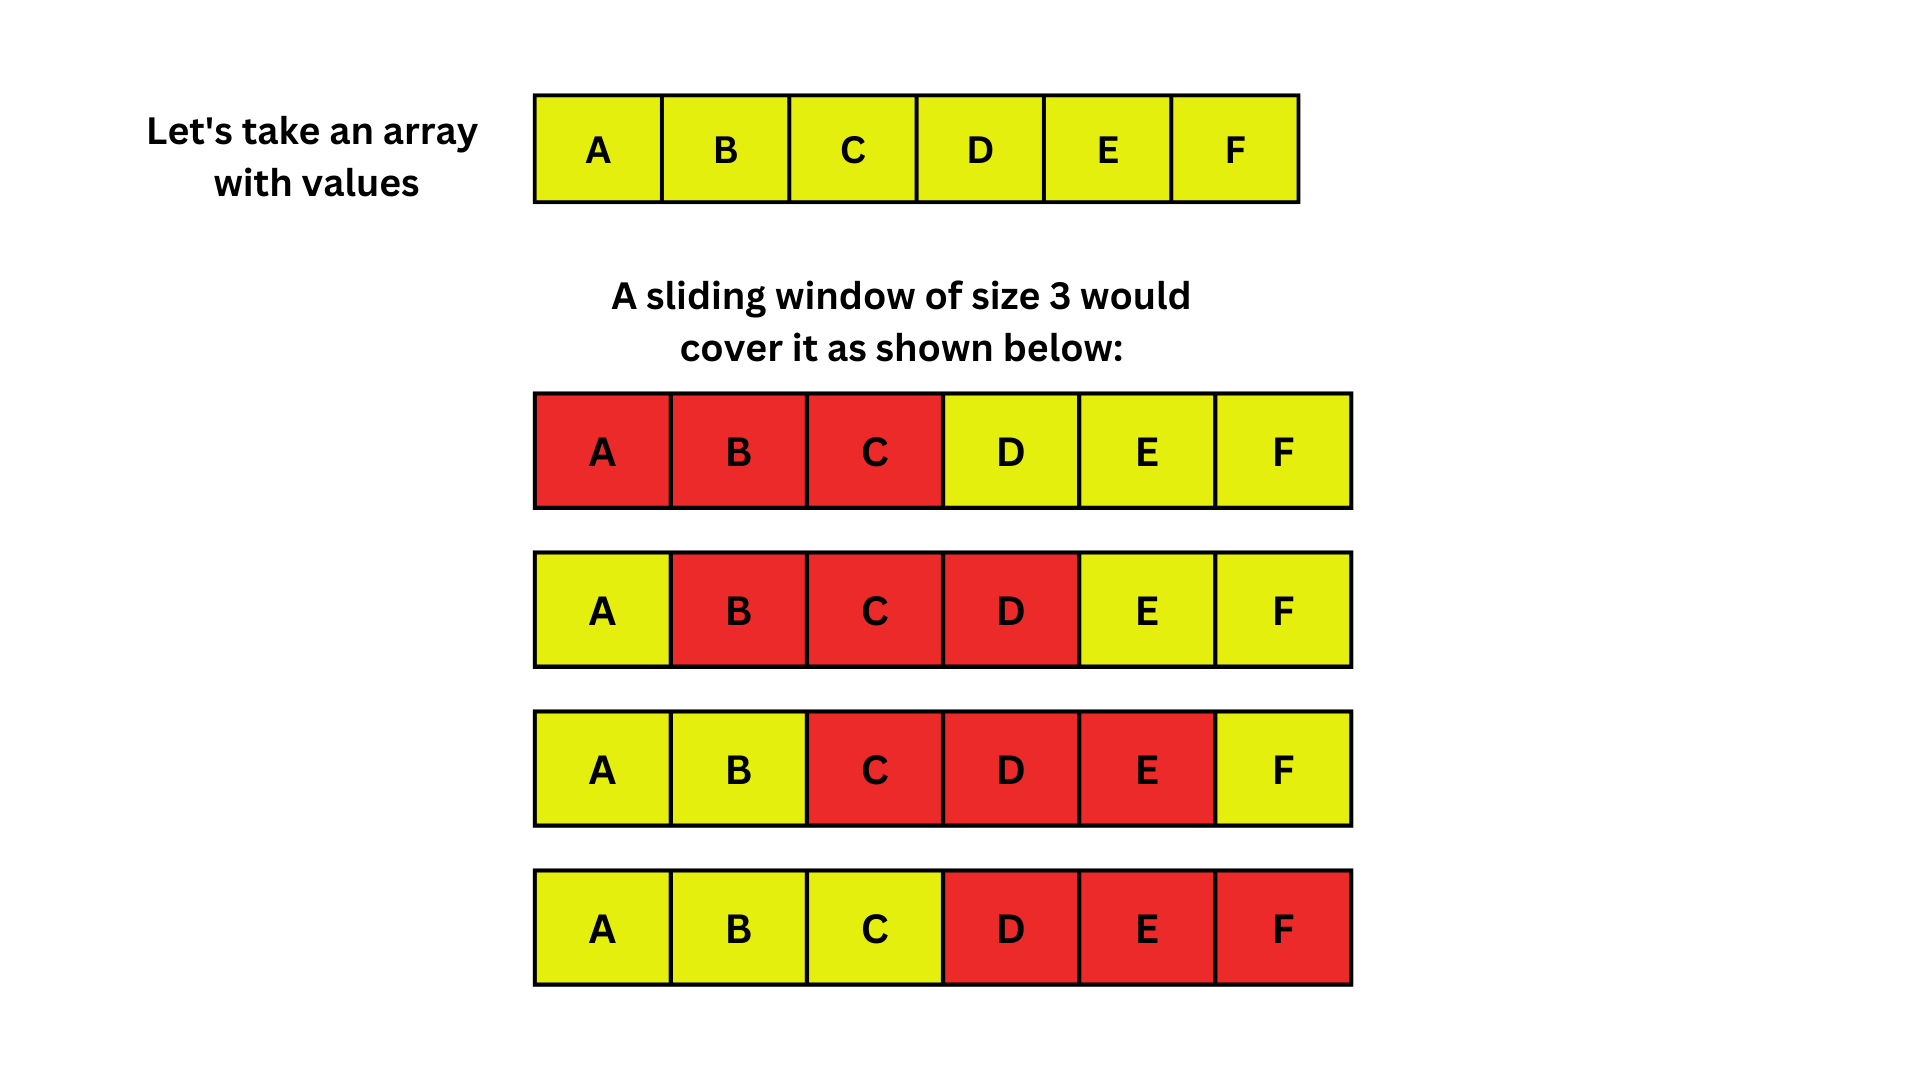 Let's take an array
with values
A B C D E F
A sliding window of size 3 would
cover it as shown below:
A B C D E F
A B C D E F
A B C D E F
A B C D E F